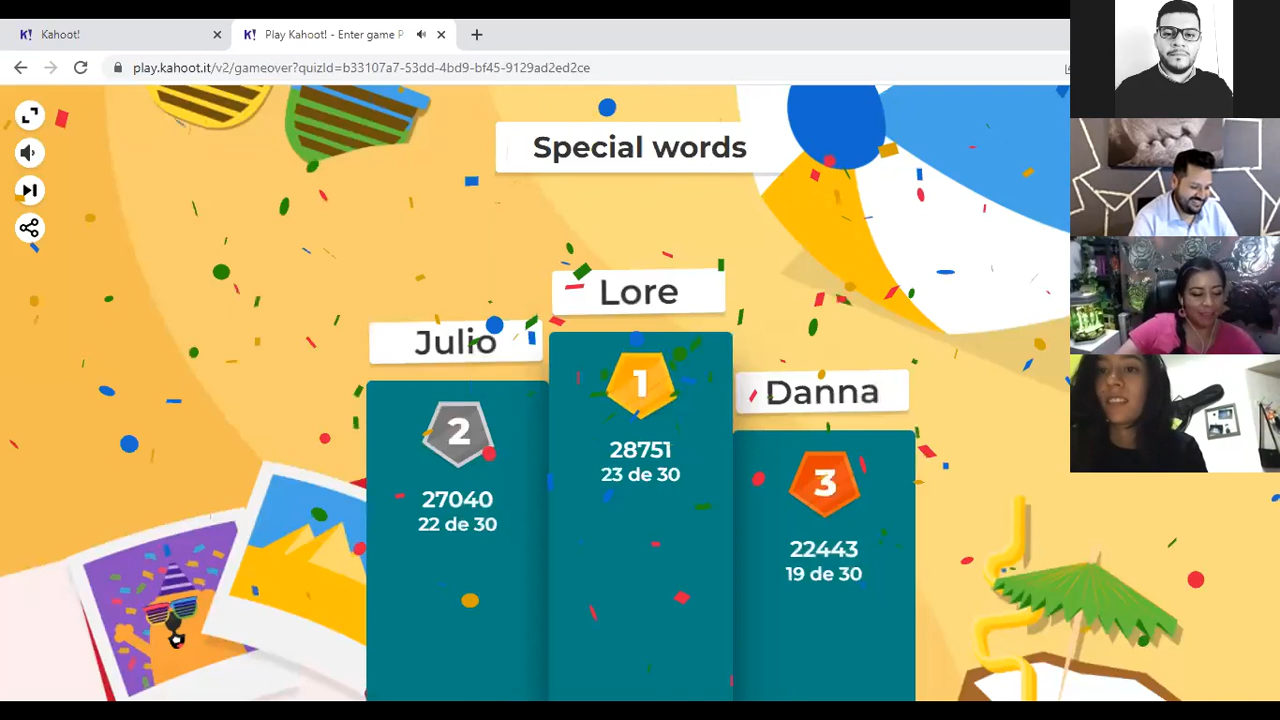 K! Kahoot!
K! Play Kahoot! - Enter game P
play.kahoot.it/v2/gameover?quizId=b33107a7-53dd-4bd9-bf45-9129ad2ed2ce
Special words
Lore
Julio
Danna
1
28751
23 de 30
2
27040
22 de 30
3
22443
19 de 30